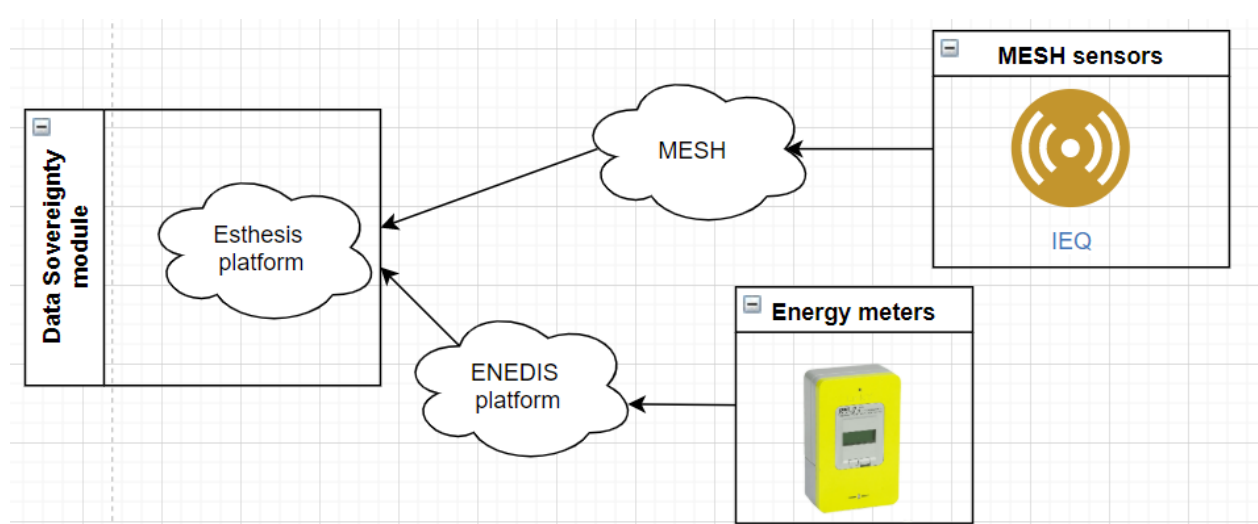 MESH sensors
MESH
IEQ
Data Sovereignty
module
Esthesis
platform
Energy meters
ENEDIS
platform